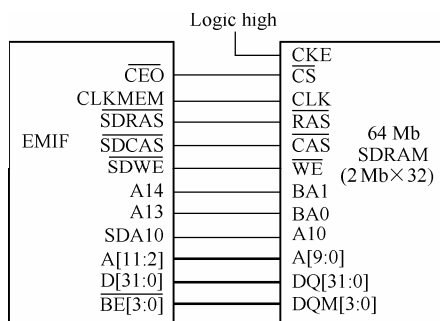 Logic high
CKE
CEO
CS
CLKMEM
CLK
SDRAS
RAS
EMIF
SDCAS
CAS
64 Mb
SDRAM
(2 Mb×32)
SDWE
WE
A14
BA1
A13
BA0
SDA10
A10
A[11:2]
A[9:0]
D[31:0]
DQ[31:0]
BE[3:0]
DQM[3:0]